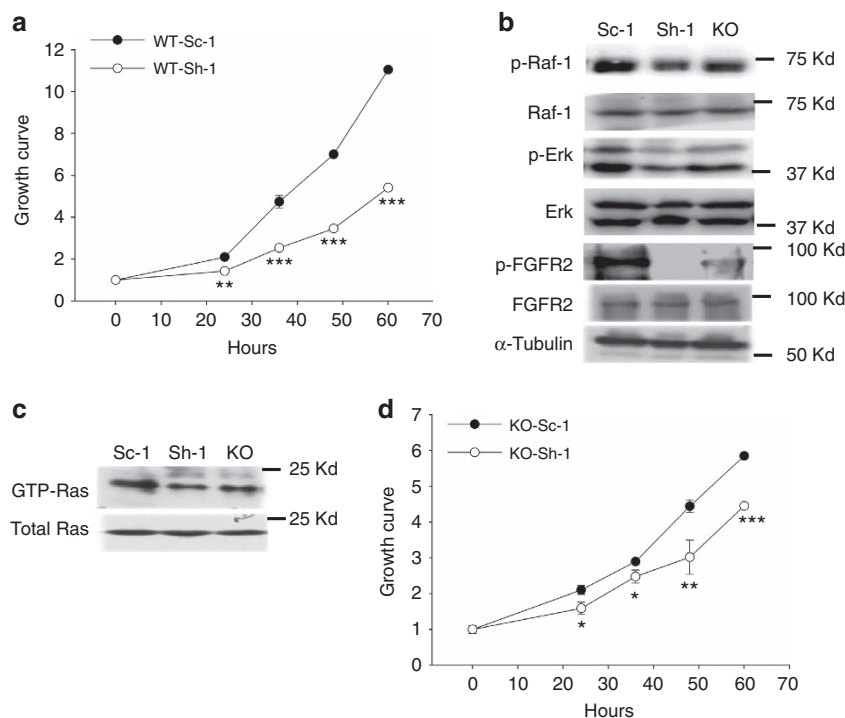 a
WT-Sc-1
WT-Sh-1
Growth curve
12
10
8
6
4
2
0
**
***
***
***
0 10 20 30 40 50 60 70
Hours
b
Sc-1 Sh-1 KO
p-Raf-1 75 Kd
Raf-1 75 Kd
p-Erk 37 Kd
Erk 37 Kd
p-FGFR2 100 Kd
FGFR2 100 Kd
α-Tubulin 50 Kd
c
Sc-1 Sh-1 KO
GTP-Ras 25 Kd
Total Ras 25 Kd
d
KO-Sc-1
KO-Sh-1
Growth curve
7
6
5
4
3
2
1
0
*
*
**
***
0 10 20 30 40 50 60 70
Hours